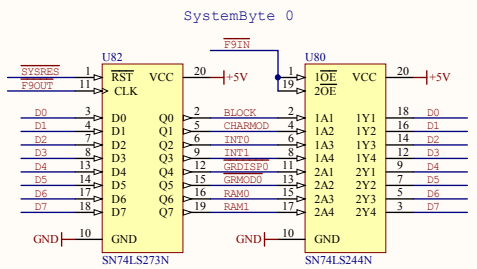 SystemByte 0
U82 F9IN U80
SYSRES 1 RST VCC 20 +5V 1 1OE VCC 20 +5V
F9OUT 11 CLK 19 2OE
D0 3 D0 Q0 2 BLOCK 2 1A1 1Y1 18 D0
D1 4 D1 Q1 5 CHARMOD 4 1A2 1Y2 16 D1
D2 7 D2 Q2 6 INT0 6 1A3 1Y3 14 D2
D3 8 D3 Q3 9 INT1 8 1A4 1Y4 12 D3
D4 13 D4 Q4 12 GRDISP0 11 2A1 2Y1 9 D4
D5 14 D5 Q5 15 GRMOD0 13 2A2 2Y2 7 D5
D6 17 D6 Q6 16 RAM0 15 2A3 2Y3 5 D6
D7 18 D7 Q7 19 RAM1 17 2A4 2Y4 3 D7
GND 10 GND GND 10 GND
SN74LS273N SN74LS244N